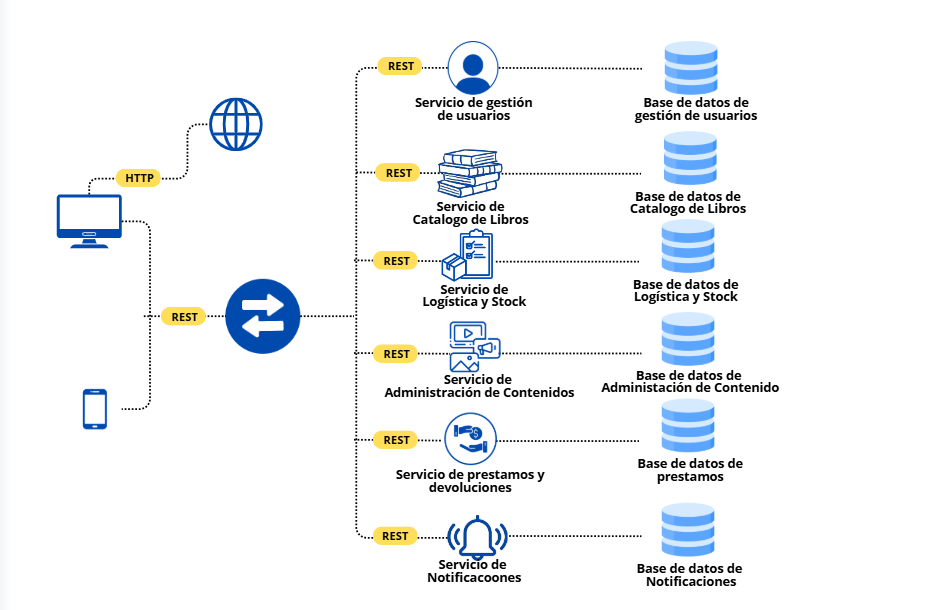 REST
Servicio de gestión
de usuarios
Base de datos de
gestión de usuarios
HTTP
REST
Servicio de
Catalogo de Libros
Base de datos de
Catalogo de Libros
REST
Servicio de
Logística y Stock
Base de datos de
Logística y Stock
REST
REST
Servicio de
Administración de Contenidos
Base de datos de
Administación de Contenido
REST
Servicio de prestamos y
devoluciones
Base de datos de
prestamos
REST
Servicio de
Notificacoones
Base de datos de
Notificaciones